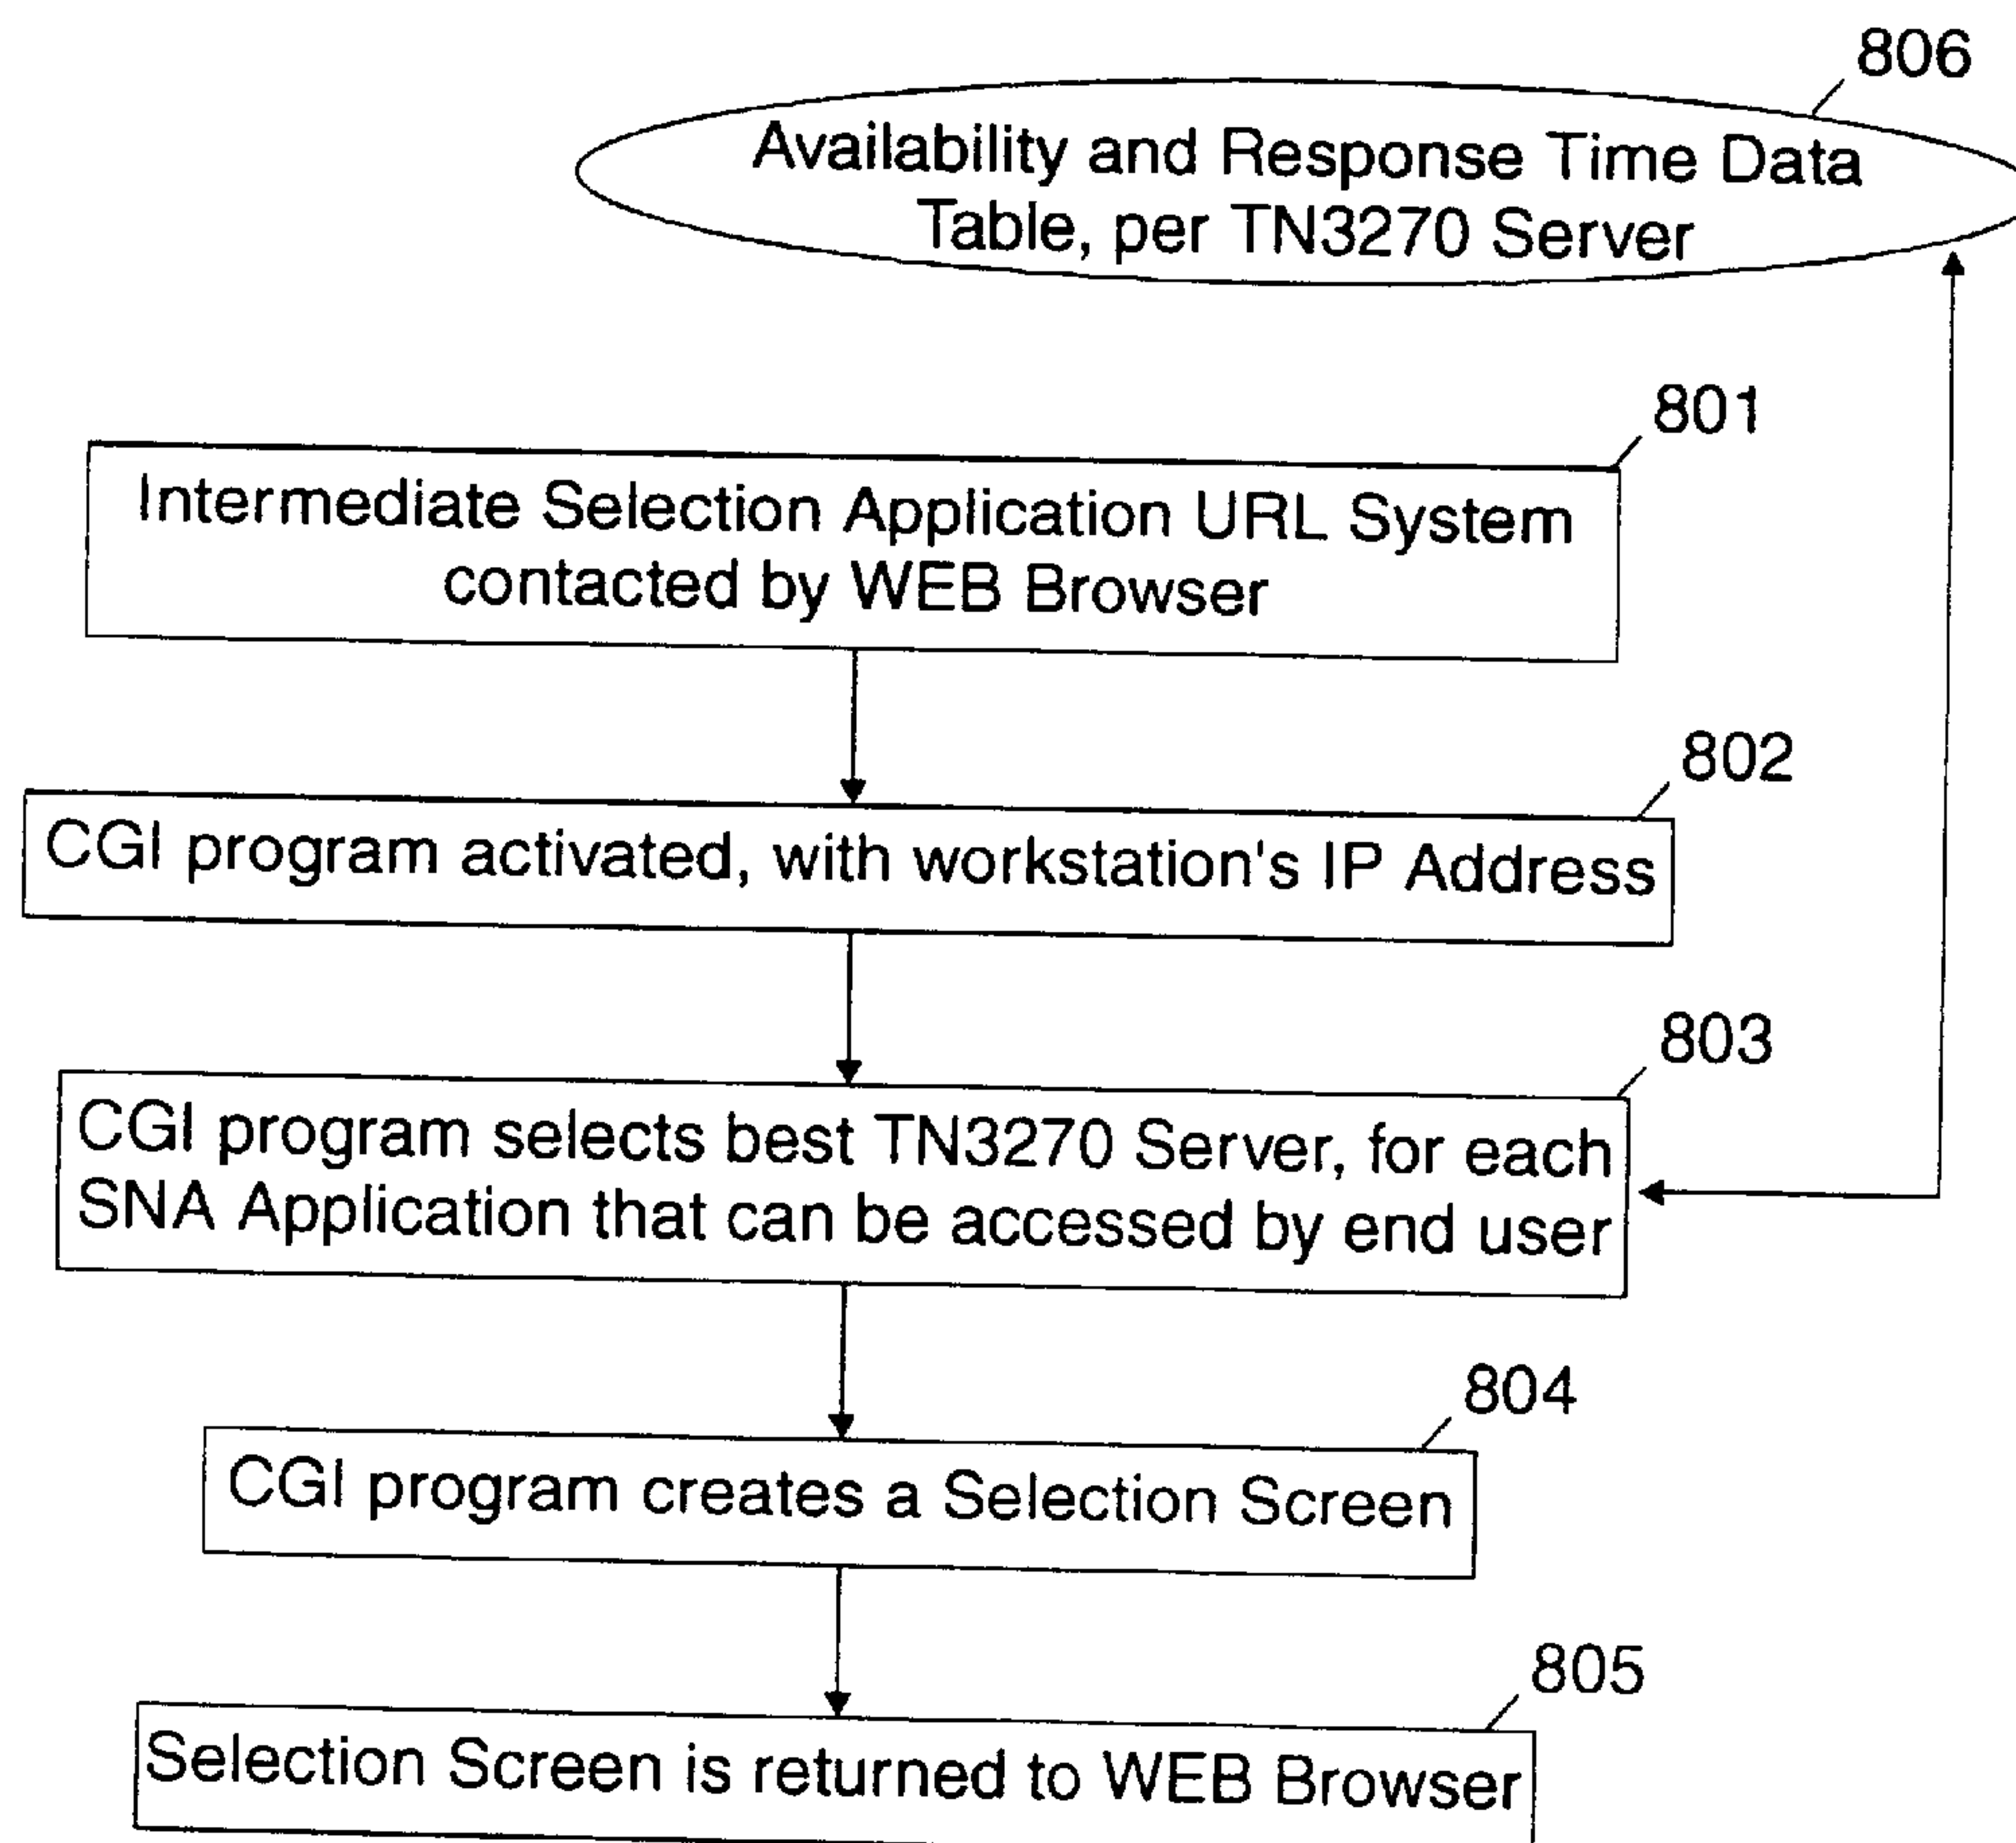 806
Availability and Response Time Data
Table, per TN3270 Server
801
Intermediate Selection Application URL System
contacted by WEB Browser
802
CGI program activated, with workstation's IP Address
803
CGI program selects best TN3270 Server, for each
SNA Application that can be accessed by end user
804
CGI program creates a Selection Screen
805
Selection Screen is returned to WEB Browser